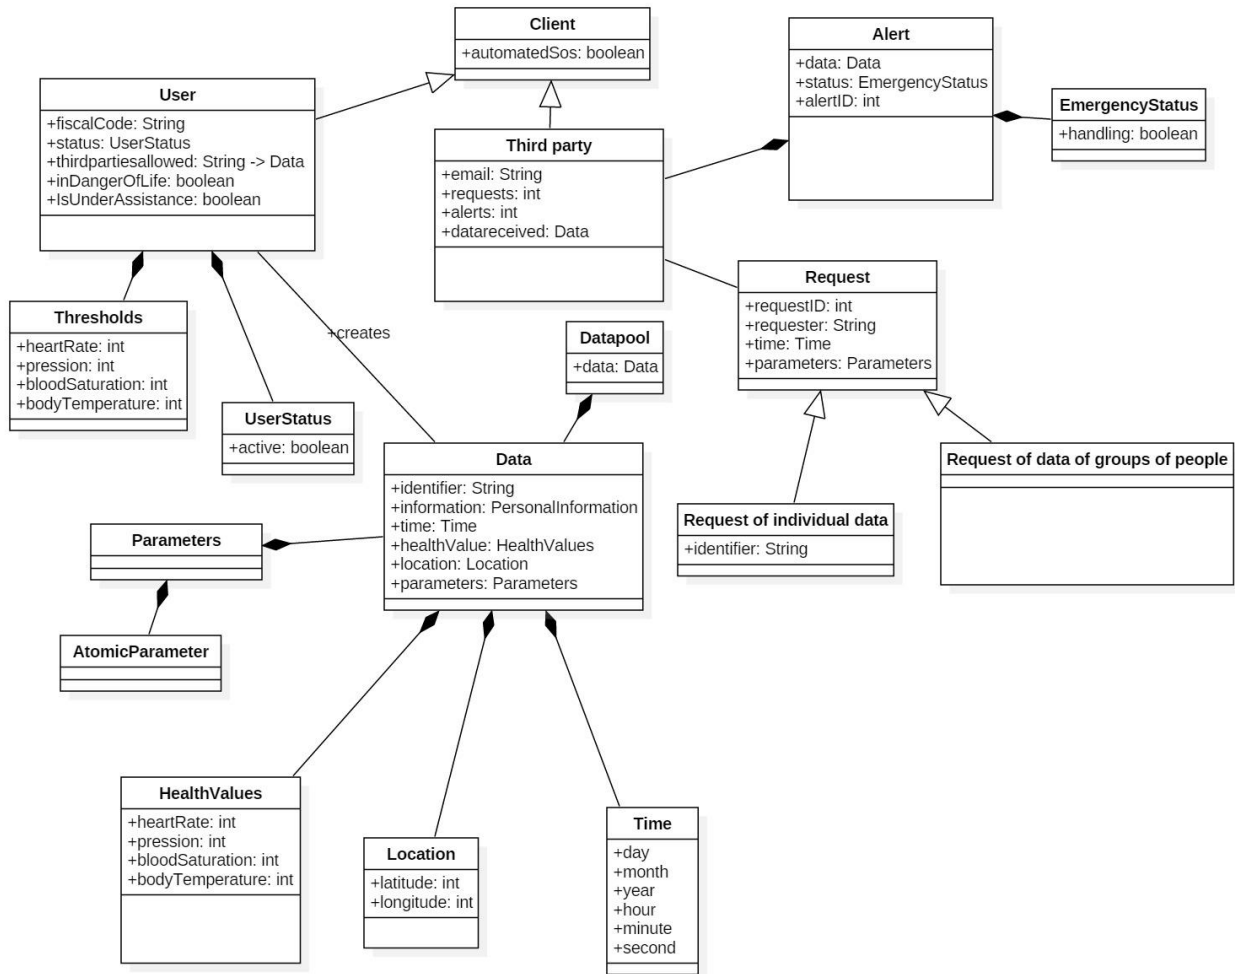 Client
+automatedSos: boolean
Alert
+data: Data
+status: EmergencyStatus
+alertID: int
EmergencyStatus
+handling: boolean
User
+fiscalCode: String
+status: UserStatus
+thirdpartiesallowed: String -> Data
+inDangerOfLife: boolean
+IsUnderAssistance: boolean
Third party
+email: String
+requests: int
+alerts: int
+datareceived: Data
Request
+requestID: int
+requester: String
+time: Time
+parameters: Parameters
Thresholds
+heartRate: int
+pression: int
+bloodSaturation: int
+bodyTemperature: int
+creates
Datapool
+data: Data
UserStatus
+active: boolean
Data
+identifier: String
+information: PersonalInformation
+time: Time
+healthValue: HealthValues
+location: Location
+parameters: Parameters
Request of data of groups of people
Request of individual data
+identifier: String
Parameters
AtomicParameter
HealthValues
+heartRate: int
+pression: int
+bloodSaturation: int
+bodyTemperature: int
Location
+latitude: int
+longitude: int
Time
+day
+month
+year
+hour
+minute
+second